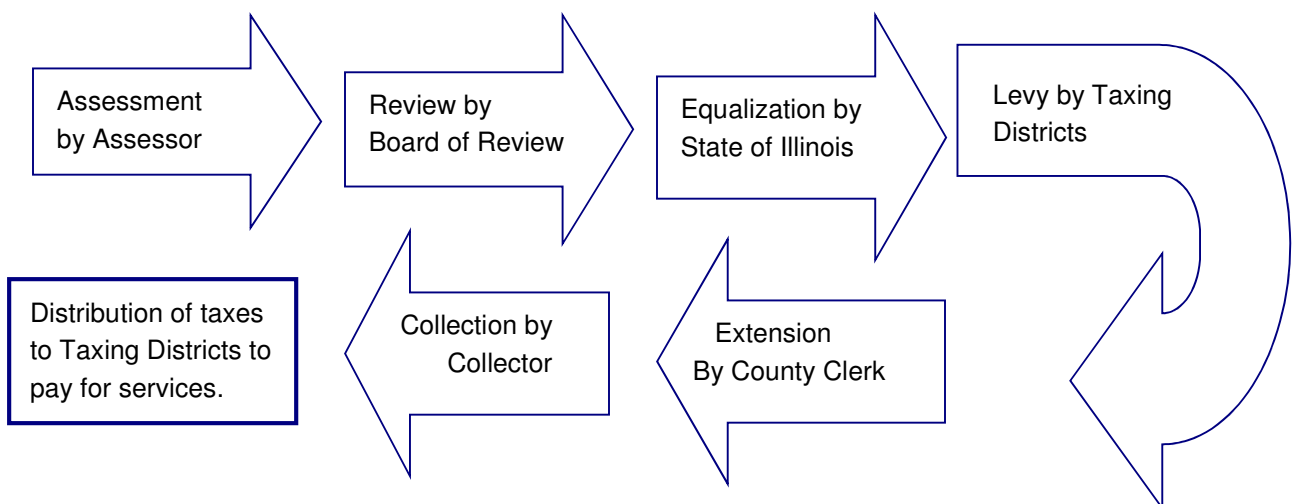 Assessment
by Assessor
Review by
Board of Review
Equalization by
State of Illinois
Levy by Taxing
Districts
Extension
By County Clerk
Collection by
Collector
Distribution of taxes
to Taxing Districts to
pay for services.